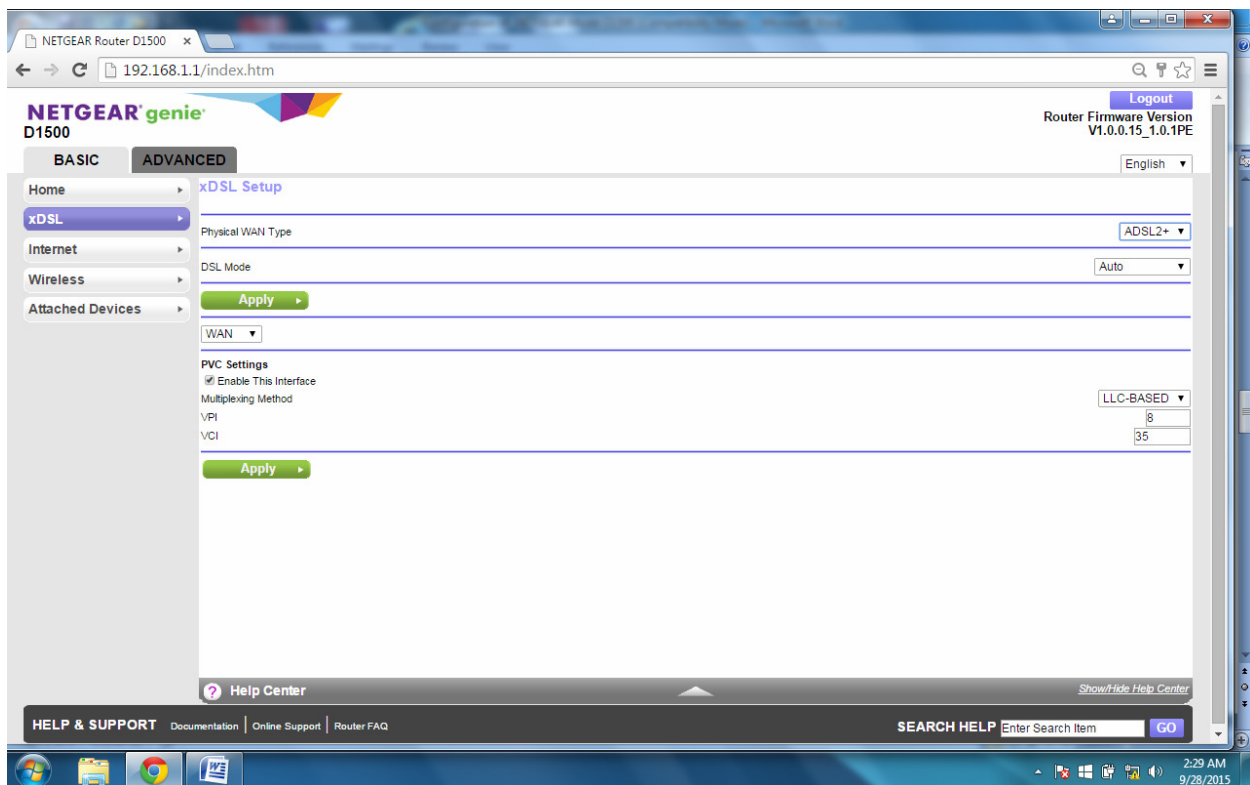 NETGEAR Router D1500
192.168.1.1/index.htm
NETGEAR genie
D1500
Logout
Router Firmware Version
V1.0.0.15_1.0.1PE
BASIC
ADVANCED
English
Home
xDSL
Internet
Wireless
Attached Devices
xDSL Setup
Physical WAN Type
ADSL2+
DSL Mode
Auto
Apply
WAN
PVC Settings
Enable This Interface
Multiplexing Method
LLC-BASED
VPI
8
VCI
35
Apply
Help Center
Show/Hide Help Center
HELP & SUPPORT Documentation | Online Support | Router FAQ
SEARCH HELP Enter Search Item GO
2:29 AM
9/28/2015